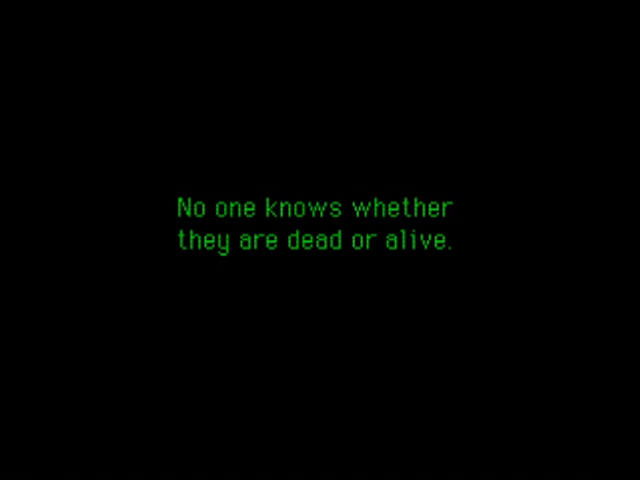 No one knows whether
they are dead or alive.